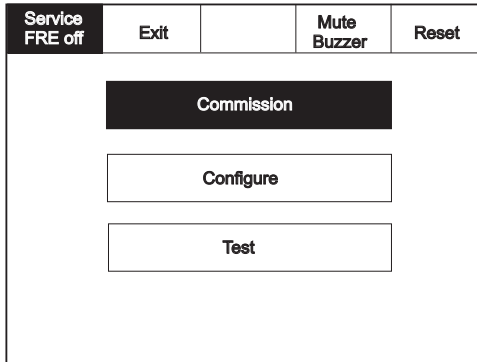 Service
FRE off
Exit
Mute
Buzzer
Reset
Commission
Configure
Test